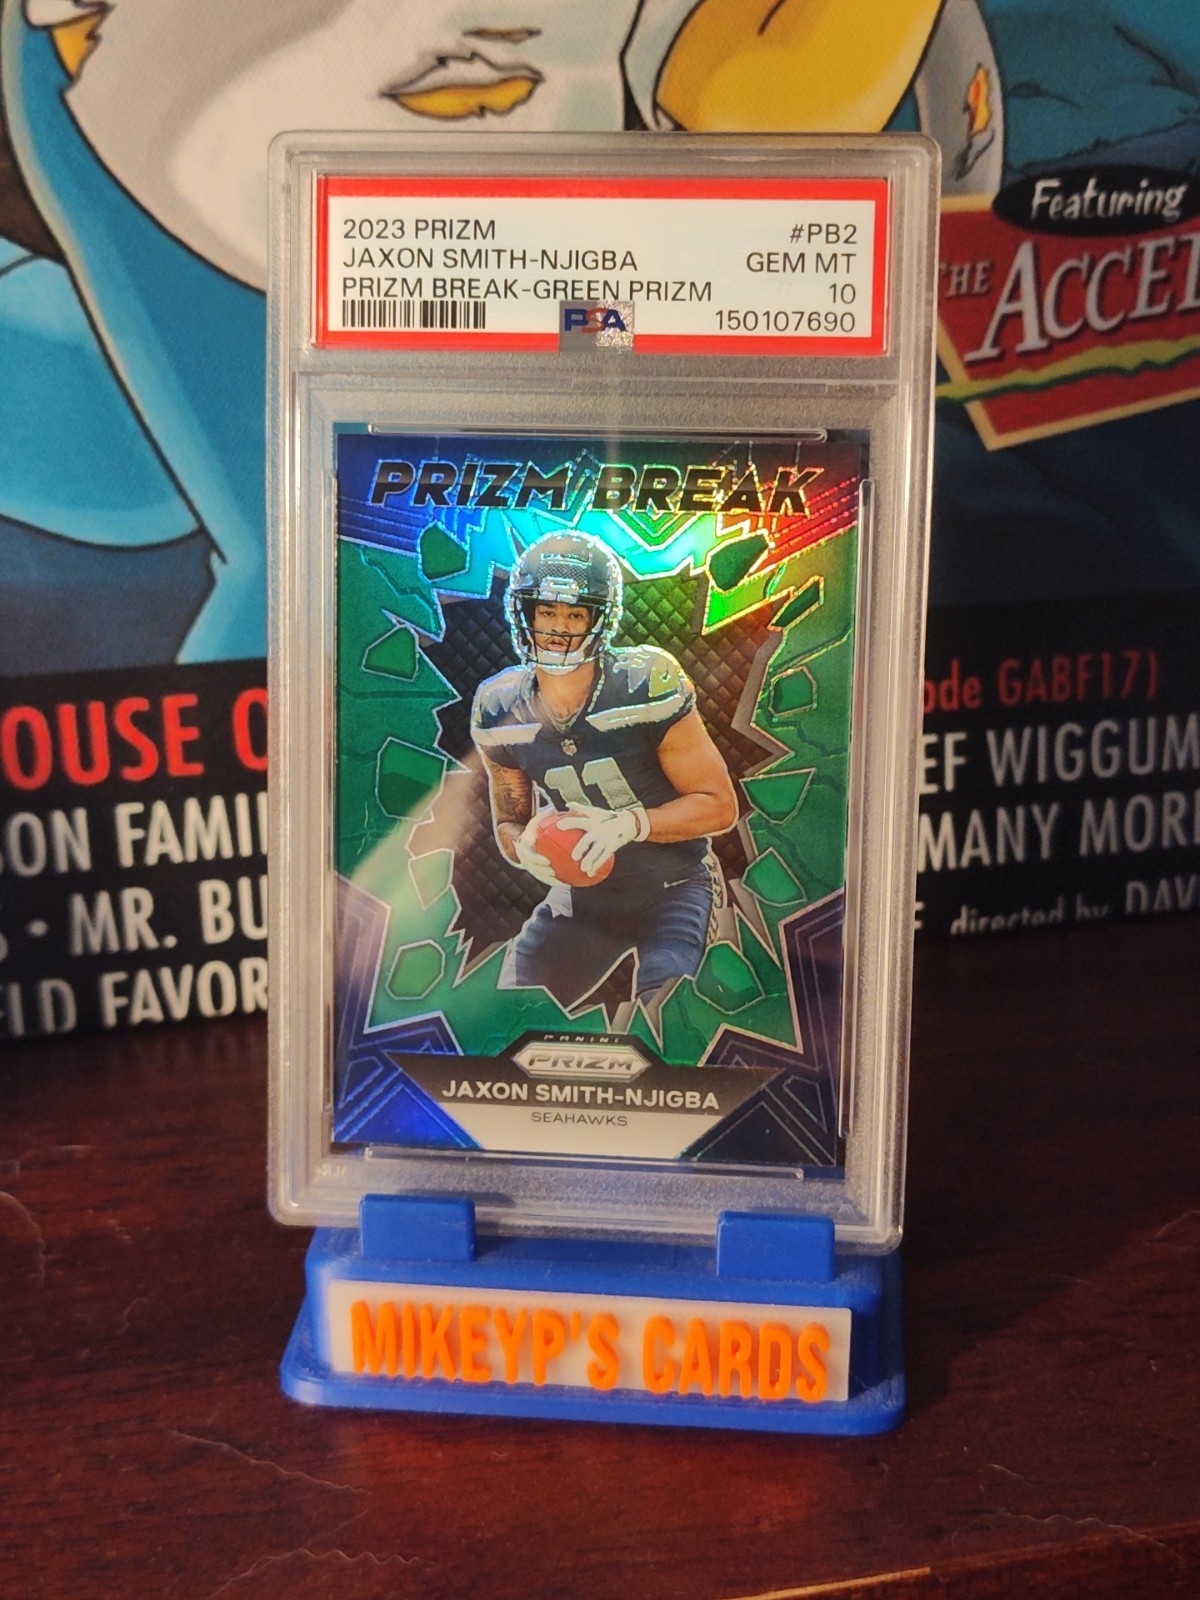 Featuring
THE ACCE
2023 PRIZM #PB2
JAXON SMITH-NJIGBA GEM MT
PRIZM BREAK-GREEN PRIZM 10
PSA 150107690
PRIZM BREAK
11
PANINI
PRIZM
JAXON SMITH-NJIGBA
SEAHAWKS
OUSE O
ode GABF17)
ON FAMI
EF WIGGUM
S • MR. BU
MANY MOR
LD FAVOR
directed by DAV
MIKEYP'S CARDS